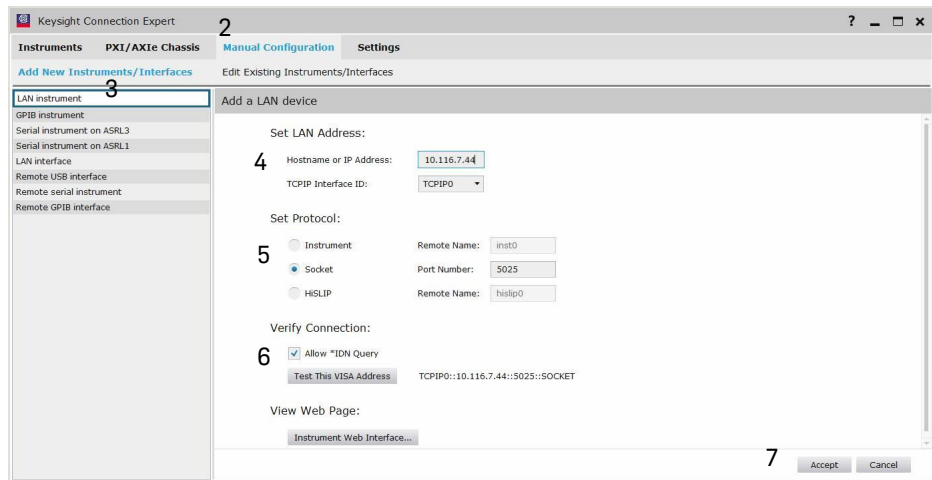 Keysight Connection Expert
2
? 
Instruments PXI/AXIe Chassis Manual Configuration Settings
Add New Instruments/Interfaces Edit Existing Instruments/Interfaces
3
LAN instrument
GPIB instrument
Serial instrument on ASRL3
Serial instrument on ASRL1
LAN interface
Remote USB interface
Remote serial instrument
Remote GPIB interface
Add a LAN device
Set LAN Address:
4 Hostname or IP Address: 10.116.7.44
TCPIP Interface ID: TCPIP0
Set Protocol:
5
Instrument Remote Name: inst0
Socket Port Number: 5025
HiSLIP Remote Name: hislip0
Verify Connection:
6 Allow *IDN Query
Test This VISA Address TCPIP0::10.116.7.44::5025::SOCKET
View Web Page:
Instrument Web Interface...
7 Accept Cancel